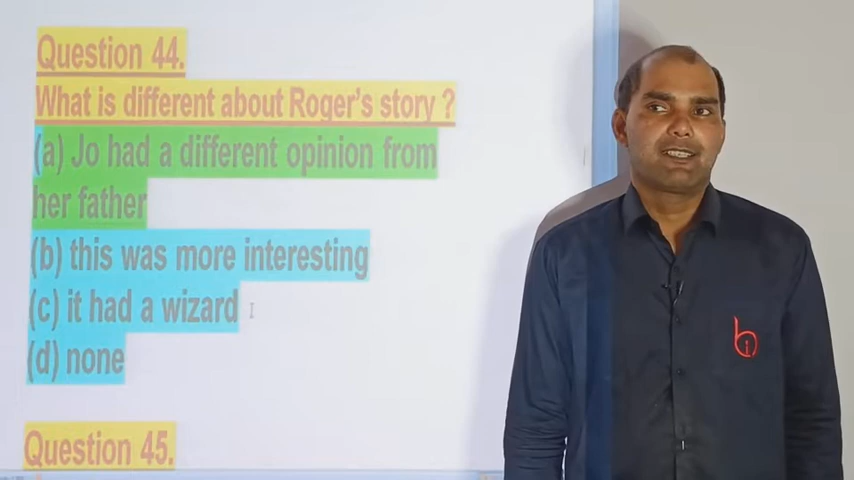 Question 44.
What is different about Roger's story ?
(a) Jo had a different opinion from
her father
(b) this was more interesting
(c) it had a wizard
(d) none
Question 45.